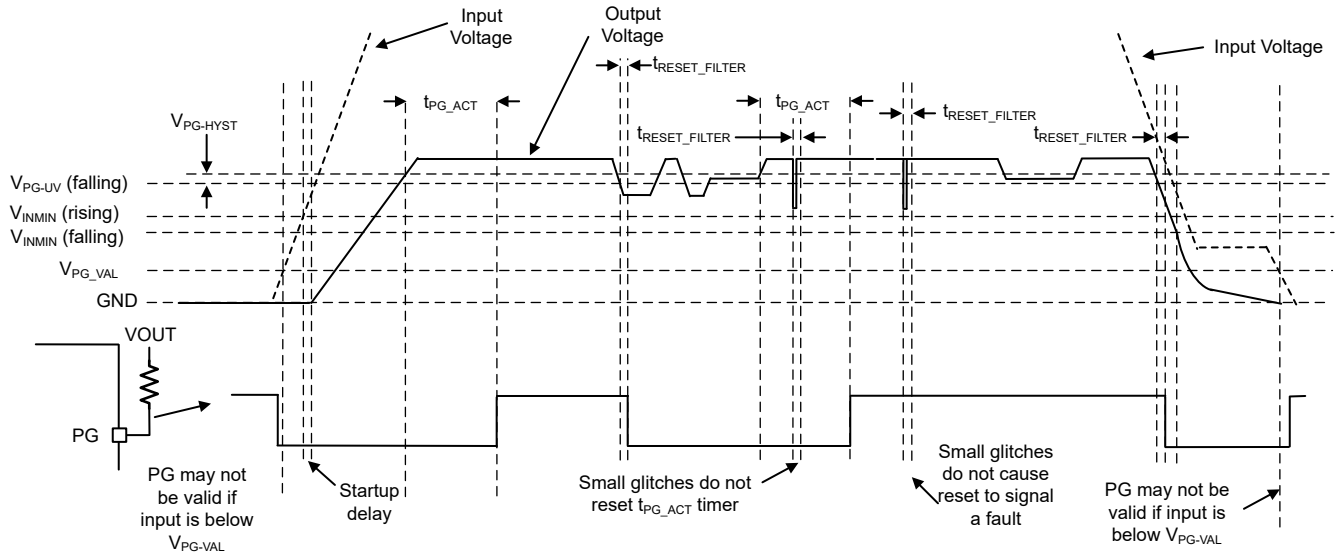 Input
Voltage
Output
Voltage
Input Voltage
tRESET_FILTER
tPG_ACT
tPG_ACT
tRESET_FILTER
tRESET_FILTER
tRESET_FILTER
VPG-HYST
VPG-UV (falling)
VINMIN (rising)
VINMIN (falling)
VPG_VAL
GND
VOUT
PG
PG may not
be valid if
input is below
VPG-VAL
Startup
delay
Small glitches do not
reset tPG_ACT timer
Small glitches
do not cause
reset to signal
a fault
PG may not be
valid if input is
below VPG-VAL